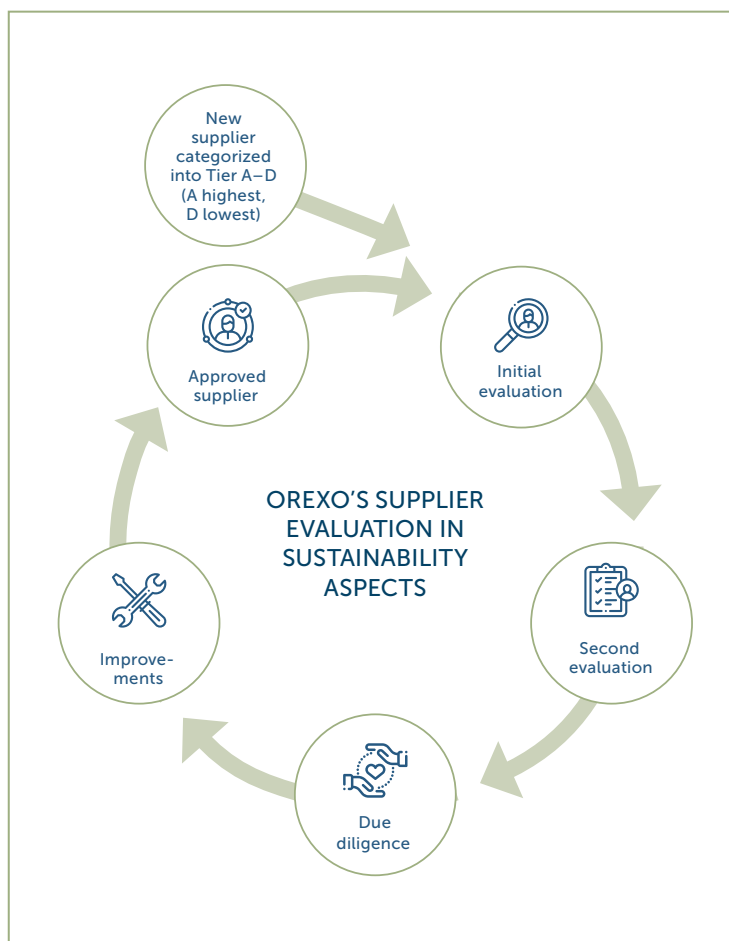 New
supplier
categorized
into Tier A–D
(A highest,
D lowest)
Approved
supplier
Initial
evaluation
OREXO’S SUPPLIER
EVALUATION IN
SUSTAINABILITY
ASPECTS
Improve-
ments
Second
evaluation
Due
diligence